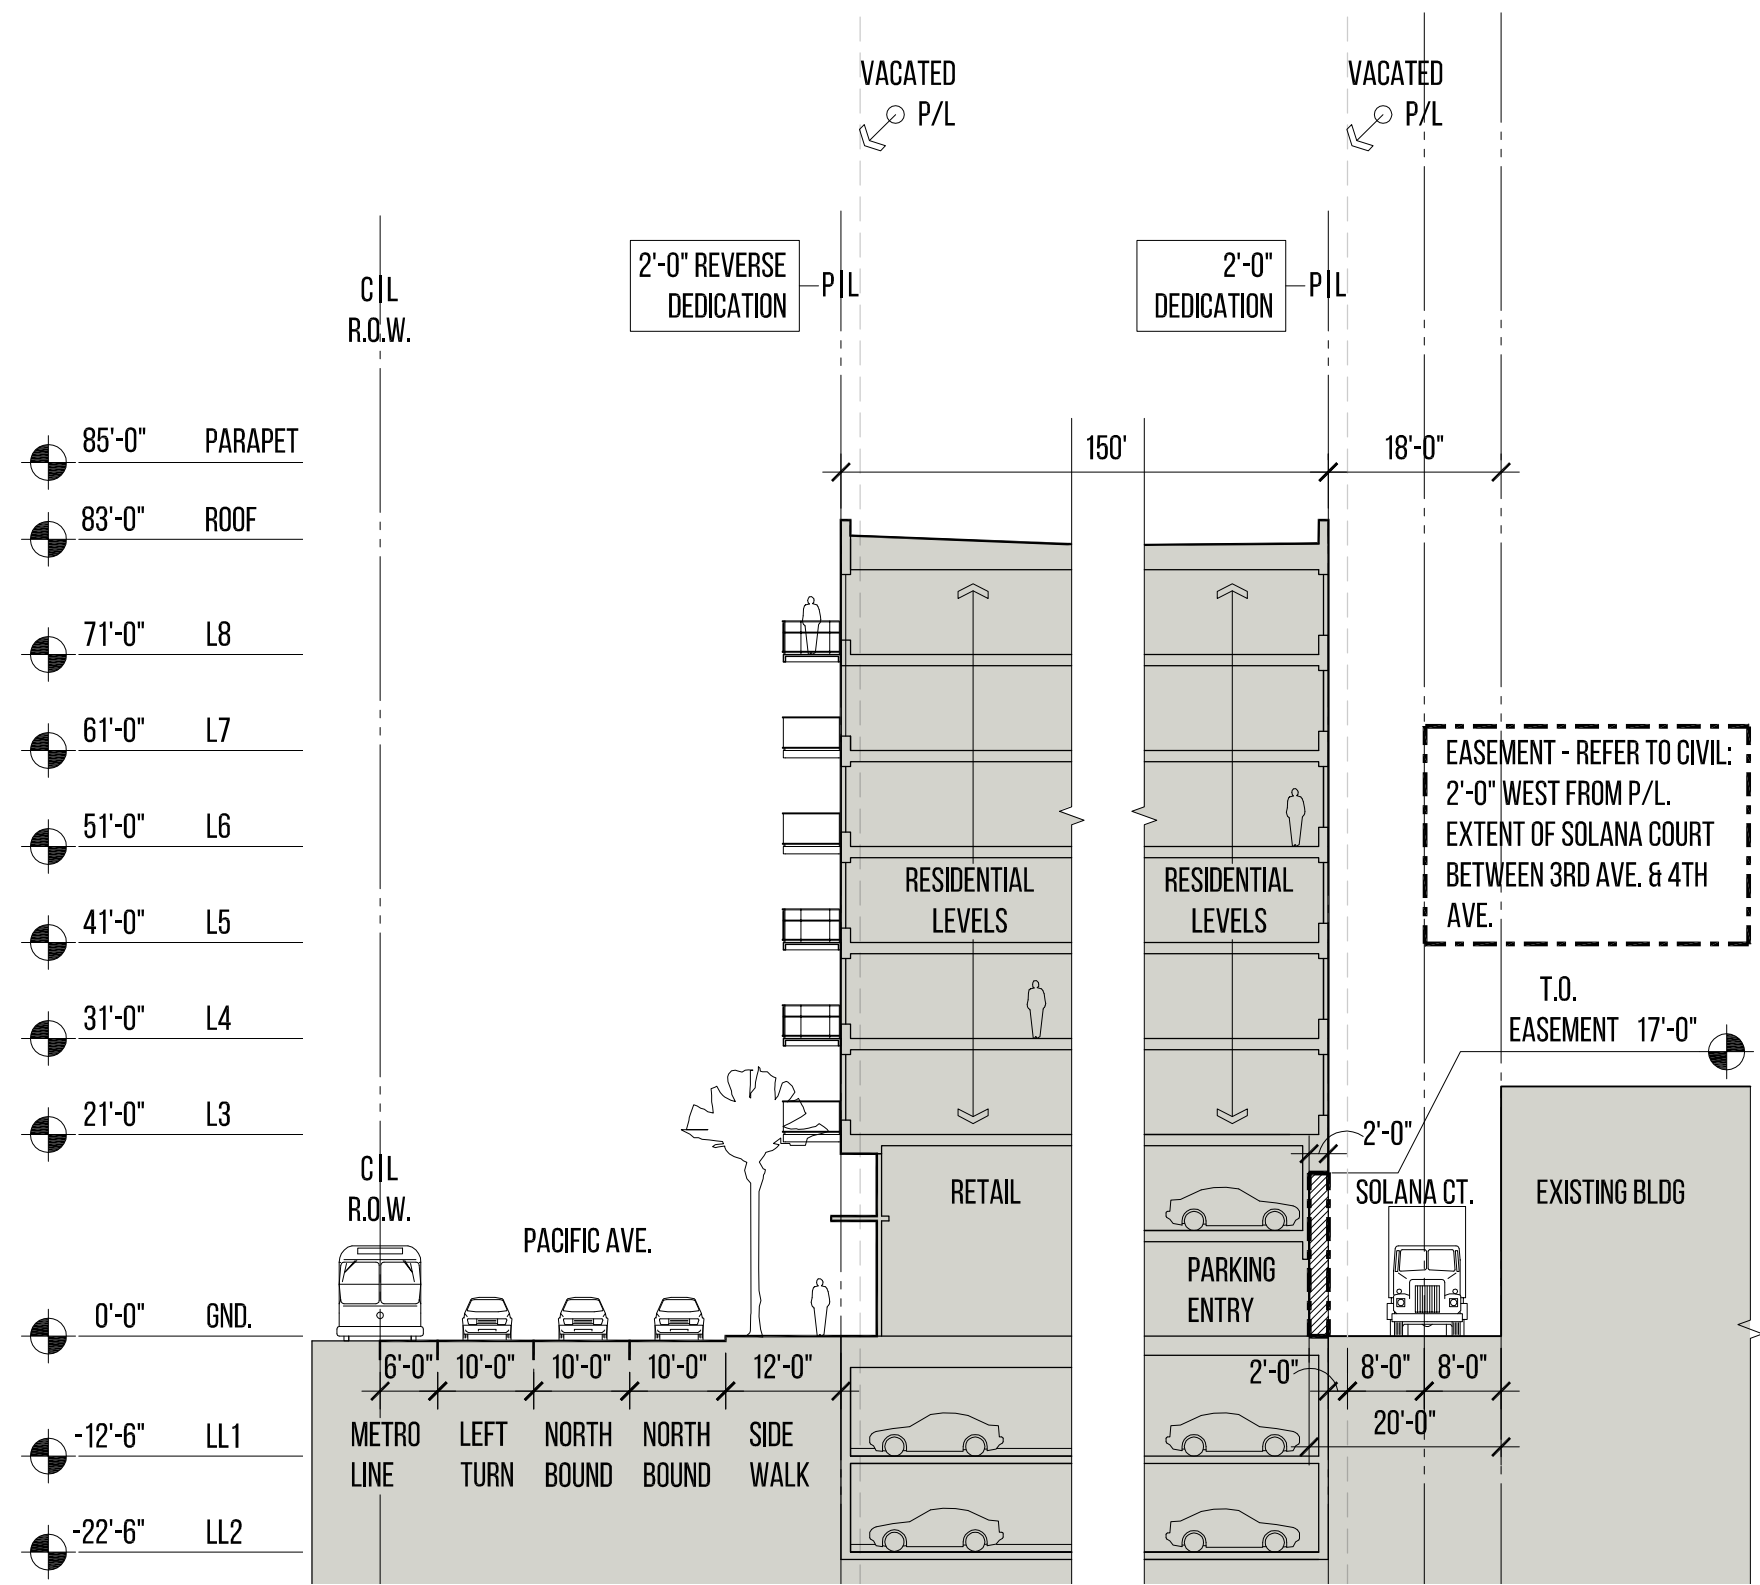 VACATED
P/L
VACATED
P/L
2'-0" REVERSE
DEDICATION
P L
2'-0"
DEDICATION
P L
C L
R.O.W.
85'-0" PARAPET
150'
18'-0"
83'-0" ROOF
71'-0" L8
61'-0" L7
51'-0" L6
41'-0" L5
31'-0" L4
21'-0" L3
RESIDENTIAL
LEVELS
RESIDENTIAL
LEVELS
EASEMENT - REFER TO CIVIL:
2'-0" WEST FROM P/L.
EXTENT OF SOLANA COURT
BETWEEN 3RD AVE. & 4TH
AVE.
T.O.
EASEMENT 17'-0"
2'-0"
C L
R.O.W.
PACIFIC AVE.
RETAIL
SOLANA CT.
EXISTING BLDG
PARKING
ENTRY
0'-0" GND.
6'-0" 10'-0" 10'-0" 10'-0" 12'-0"
2'-0" 8'-0" 8'-0"
20'-0"
METRO
LINE
LEFT
TURN
NORTH
BOUND
NORTH
BOUND
SIDE
WALK
-12'-6" LL1
-22'-6" LL2